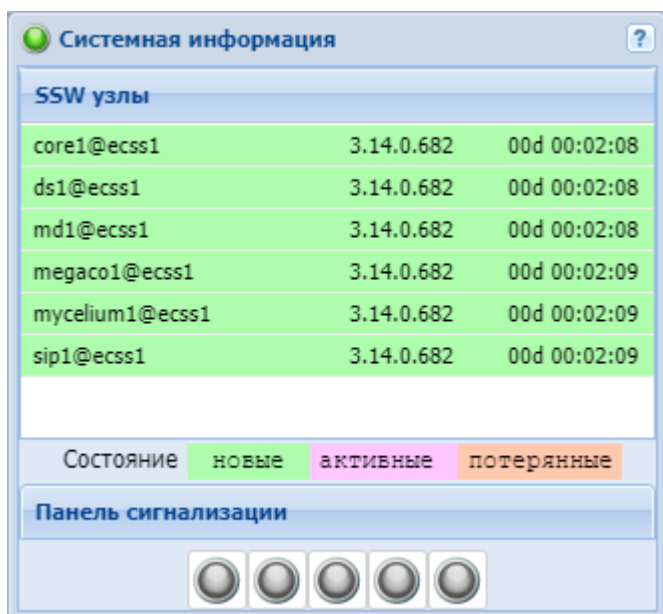 Системная информация ?
SSW узлы
core1@ecss1 3.14.0.682 00d 00:02:08
ds1@ecss1 3.14.0.682 00d 00:02:08
md1@ecss1 3.14.0.682 00d 00:02:08
megaco1@ecss1 3.14.0.682 00d 00:02:09
mycelium1@ecss1 3.14.0.682 00d 00:02:09
sip1@ecss1 3.14.0.682 00d 00:02:09
Состояние новые активные потерянные
Панель сигнализации